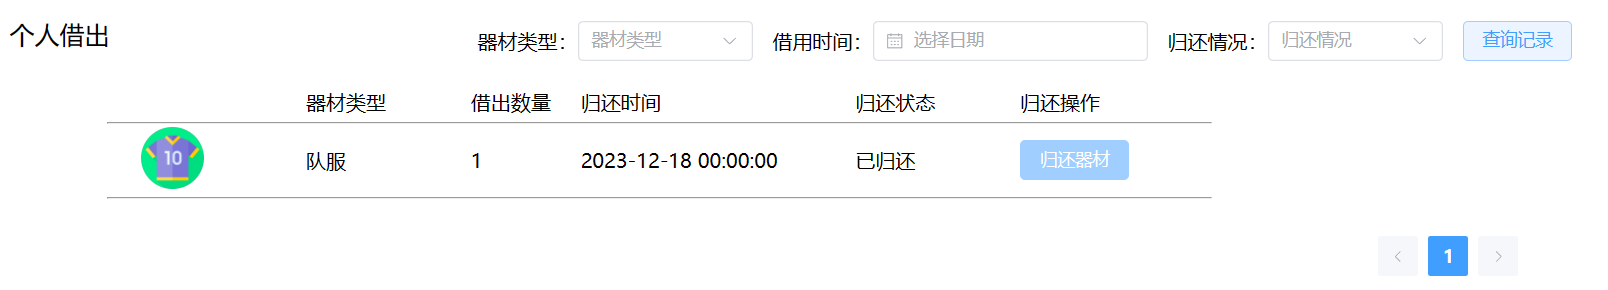 个人借出
器材类型： 器材类型 借用时间： 选择日期 归还情况： 归还情况 查询记录
器材类型 借出数量 归还时间 归还状态 归还操作
10 队服 1 2023-12-18 00:00:00 已归还 归还器材
1